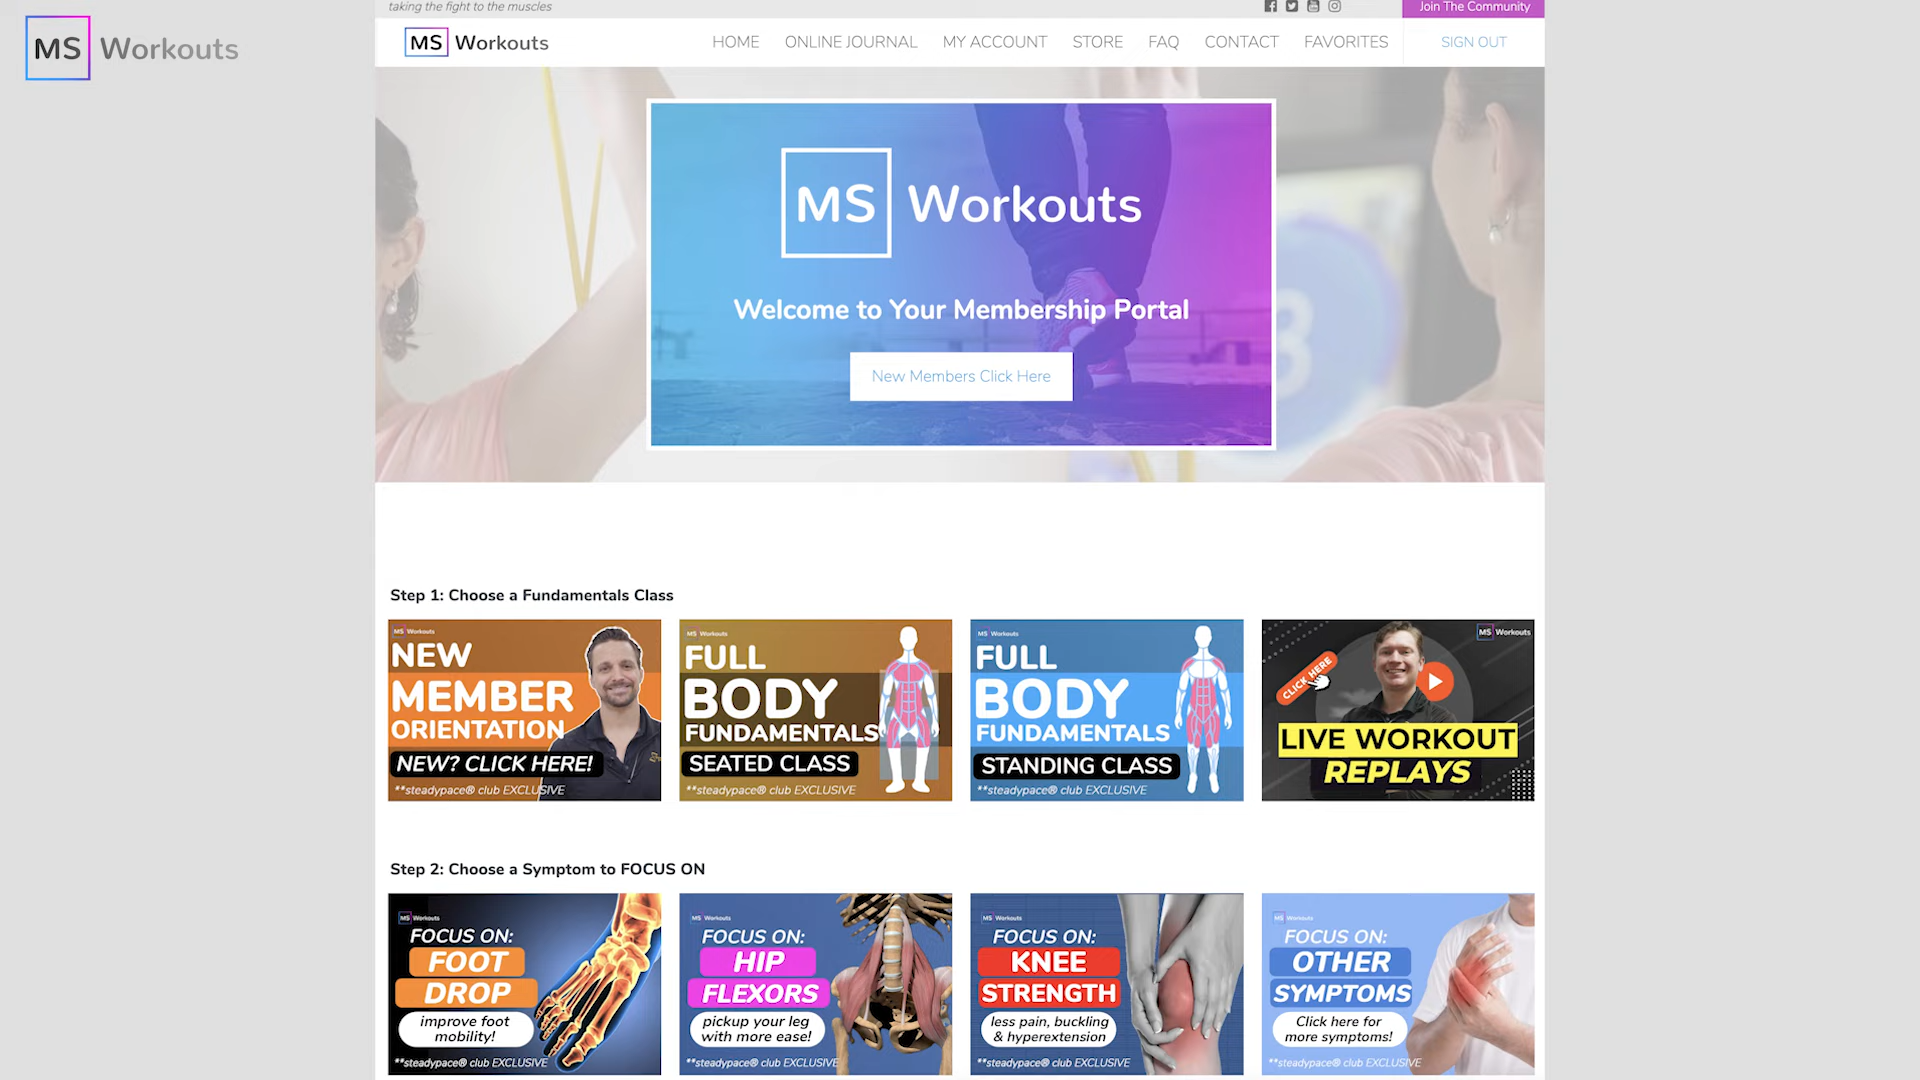 MS Workouts
taking the fight to the muscles
Join The Community
MS Workouts
HOME ONLINE JOURNAL MY ACCOUNT STORE FAQ CONTACT FAVORITES SIGN OUT
MS Workouts
Welcome to Your Membership Portal
New Members Click Here
Step 1: Choose a Fundamentals Class
MS Workouts
NEW
MEMBER
ORIENTATION
NEW? CLICK HERE!
**steadypace® club EXCLUSIVE
MS Workouts
FULL
BODY
FUNDAMENTALS
SEATED CLASS
**steadypace® club EXCLUSIVE
MS Workouts
FULL
BODY
FUNDAMENTALS
STANDING CLASS
**steadypace® club EXCLUSIVE
MS Workouts
CLICK HERE
LIVE WORKOUT
REPLAYS
Step 2: Choose a Symptom to FOCUS ON
MS Workouts
FOCUS ON:
FOOT
DROP
improve foot
mobility!
**steadypace® club EXCLUSIVE
MS Workouts
FOCUS ON:
HIP
FLEXORS
pickup your leg
with more ease!
**steadypace® club EXCLUSIVE
MS Workouts
FOCUS ON:
KNEE
STRENGTH
less pain, buckling
& hyperextension
**steadypace® club EXCLUSIVE
MS Workouts
FOCUS ON:
OTHER
SYMPTOMS
Click here for
more symptoms!
**steadypace® club EXCLUSIVE